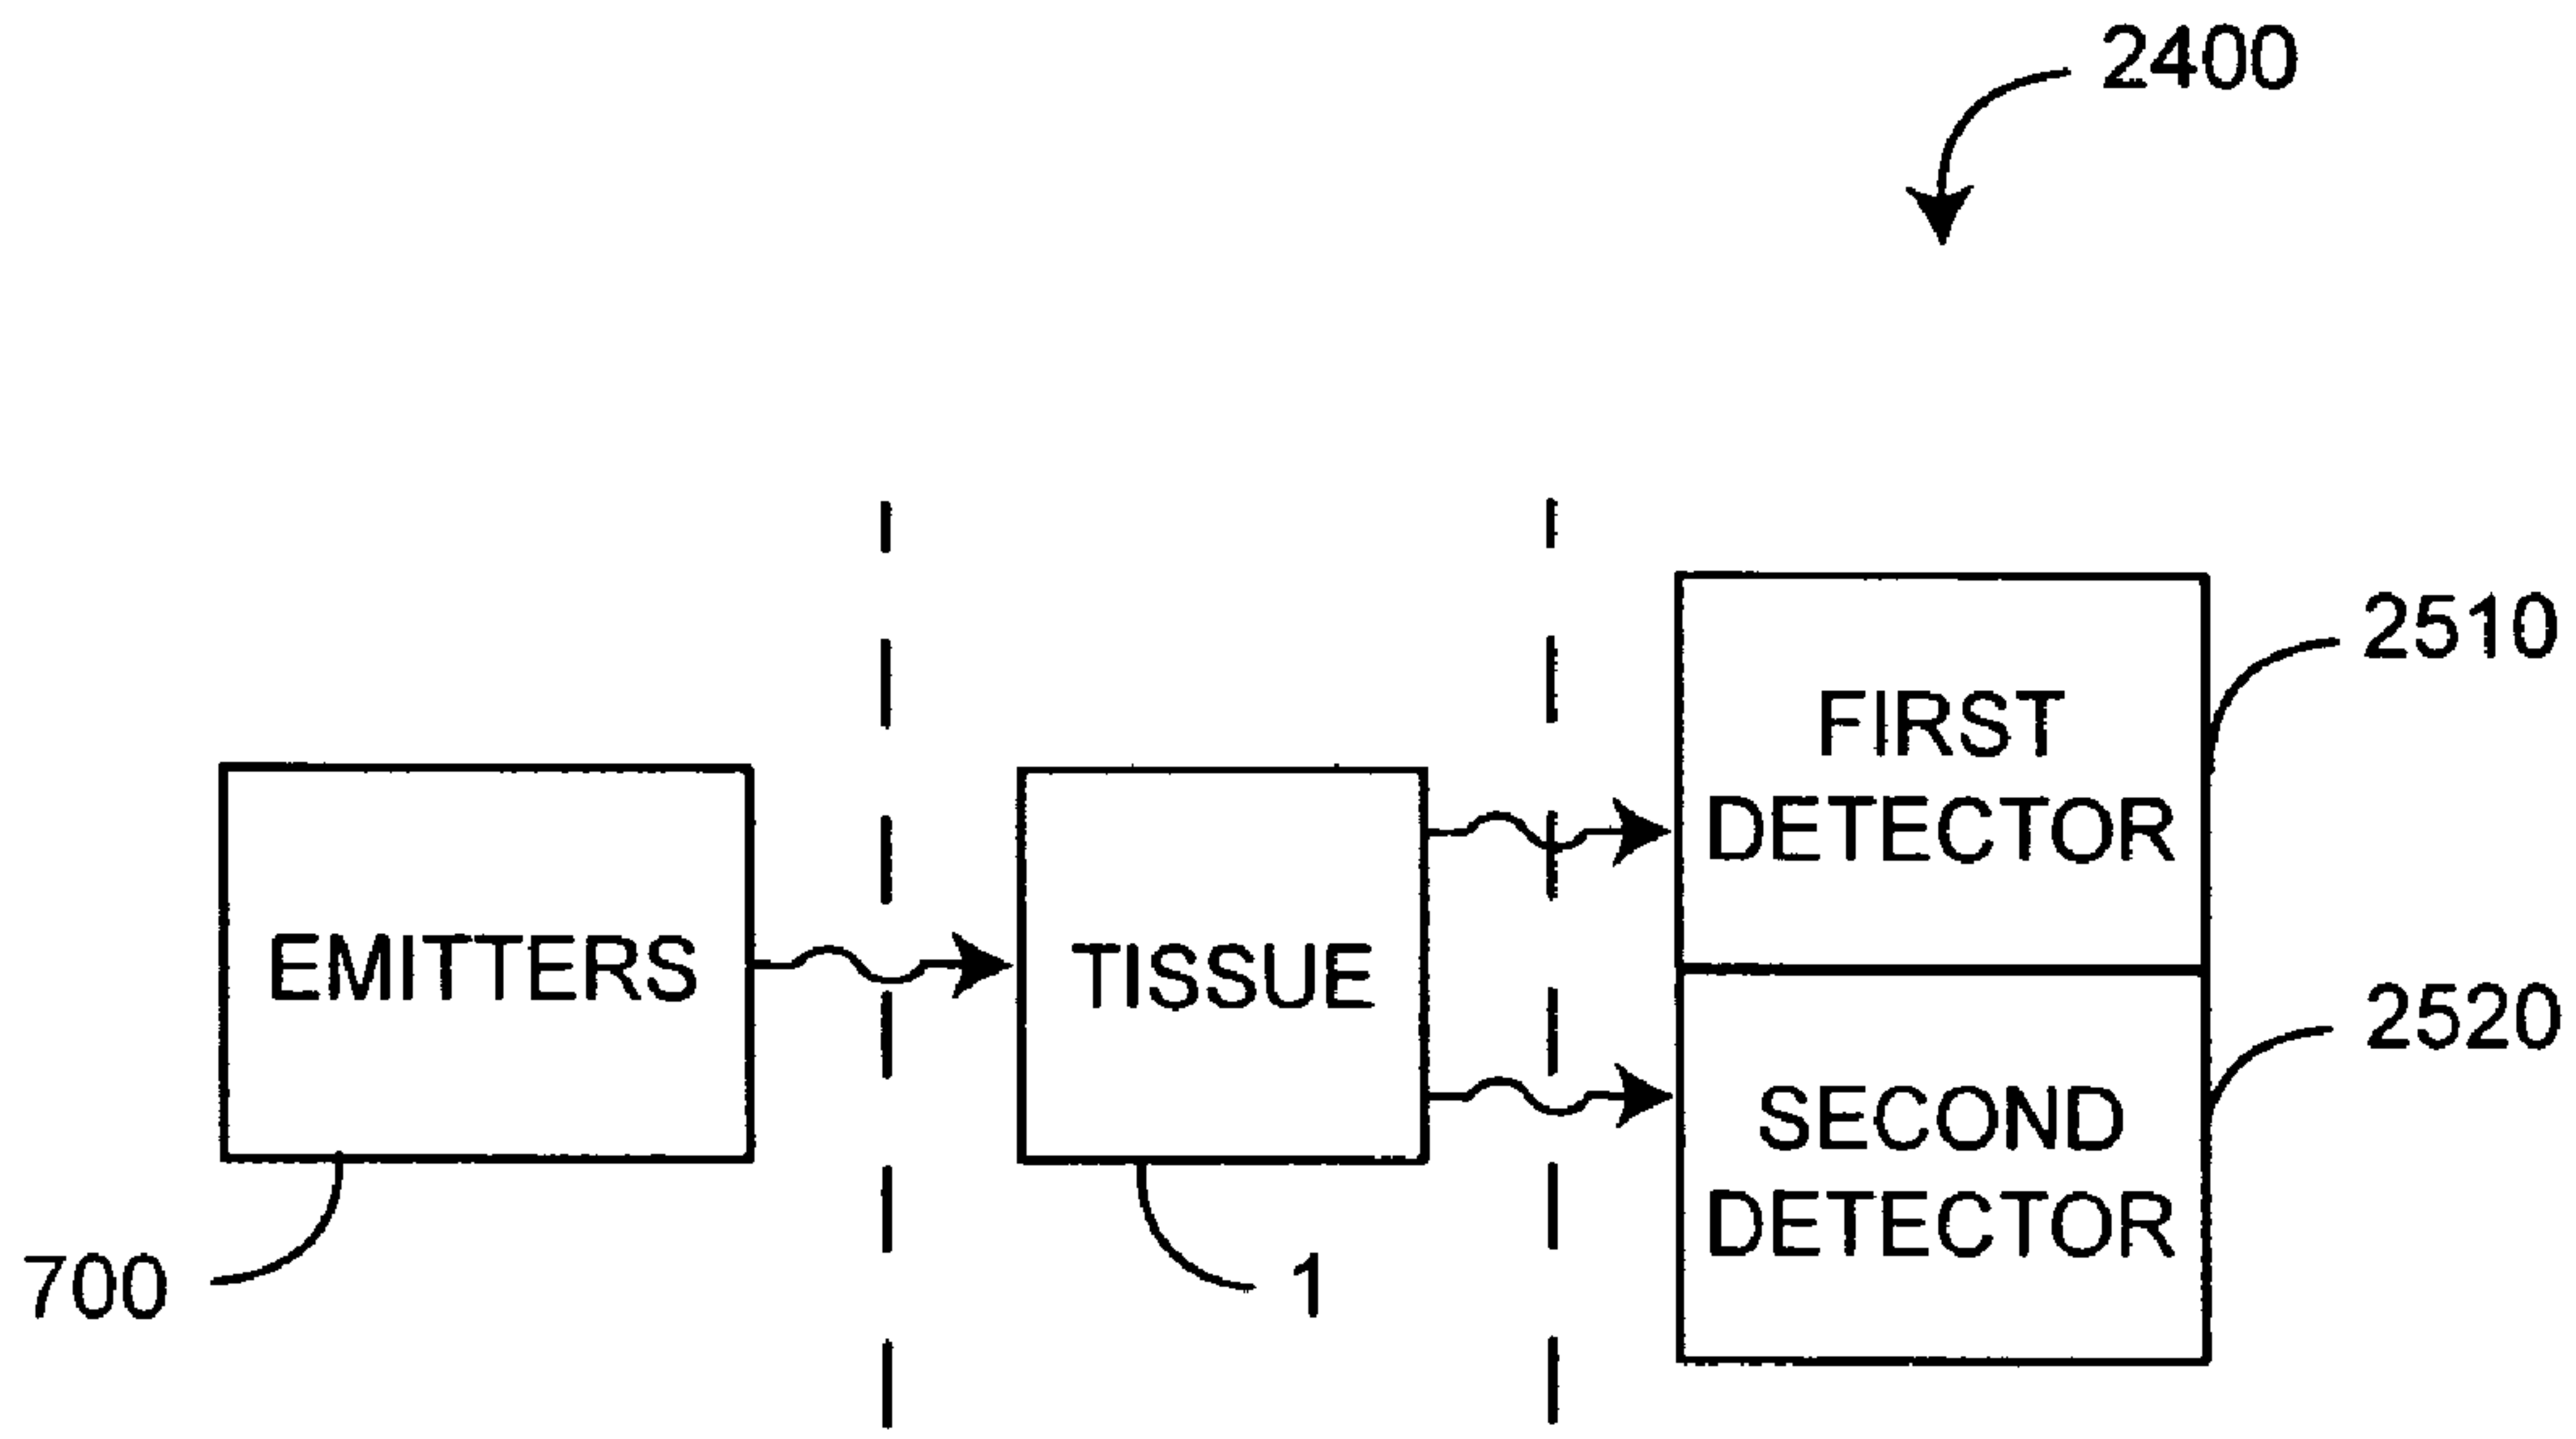 2400
2510
FIRST
DETECTOR
EMITTERS
TISSUE
2520
SECOND
DETECTOR
700
1